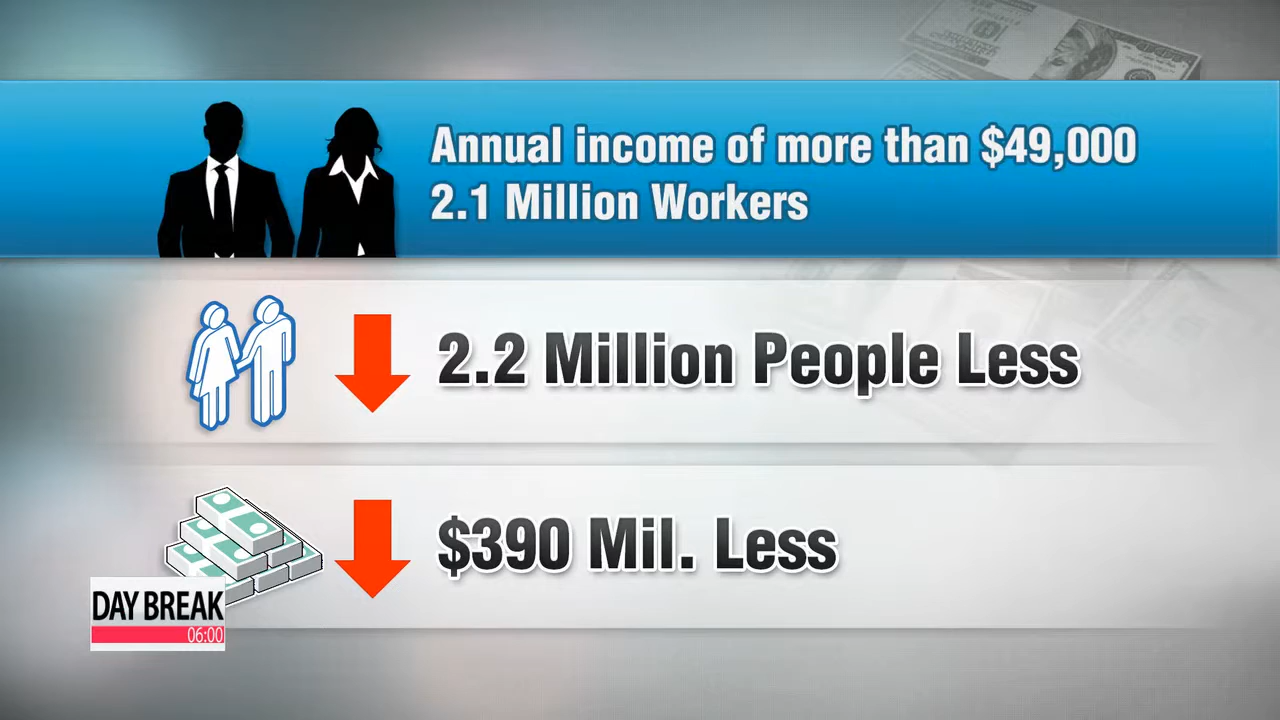 Annual income of more than $49,000
2.1 Million Workers
2.2 Million People Less
$390 Mil. Less
DAY BREAK
06:00